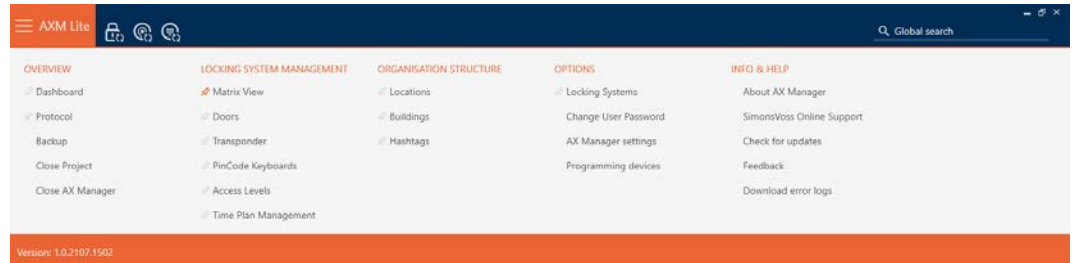 AXM Lite
Global search
OVERVIEW
Dashboard
Protocol
Backup
Close Project
Close AX Manager
LOCKING SYSTEM MANAGEMENT
Matrix View
Doors
Transponder
PinCode Keyboards
Access Levels
Time Plan Management
ORGANISATION STRUCTURE
Locations
Buildings
Hashtags
OPTIONS
Locking Systems
Change User Password
AX Manager settings
Programming devices
INFO & HELP
About AX Manager
SimonsVoss Online Support
Check for updates
Feedback
Download error logs
Version: 1.0.2107.1502